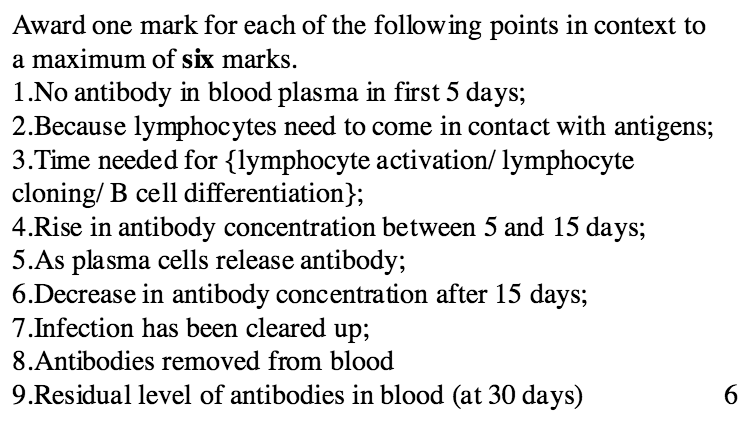 Award one mark for each of the following points in context to
a maximum of six marks.
1.No antibody in blood plasma in first 5 days;
2.Because lymphocytes need to come in contact with antigens;
3.Time needed for {lymphocyte activation/ lymphocyte
cloning/ B cell differentiation};
4.Rise in antibody concentration between 5 and 15 days;
5.As plasma cells release antibody;
6.Decrease in antibody concentration after 15 days;
7.Infection has been cleared up;
8.Antibodies removed from blood
9.Residual level of antibodies in blood (at 30 days) 6